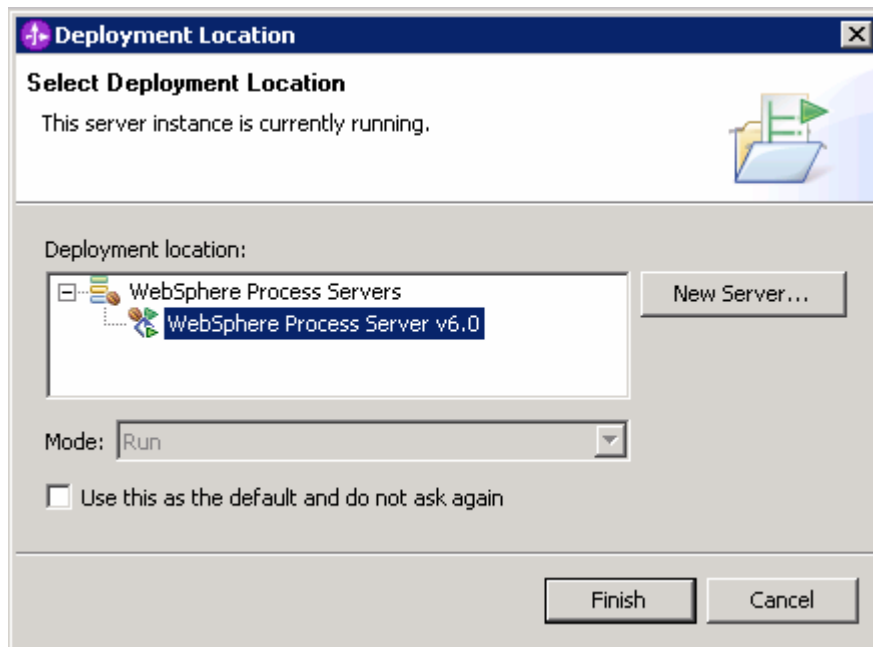 Deployment Location
Select Deployment Location
This server instance is currently running.
Deployment location:
WebSphere Process Servers
New Server...
WebSphere Process Server v6.0
Mode: Run
Use this as the default and do not ask again
Finish Cancel